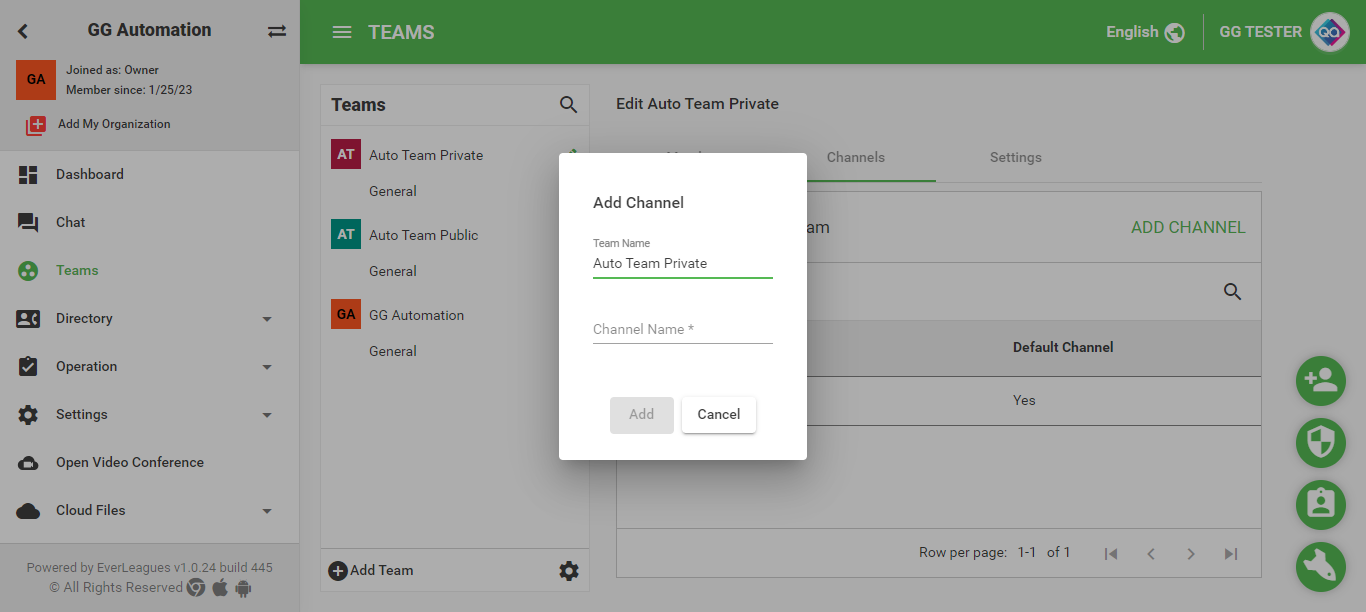 GG Automation
GA
Joined as: Owner
Member since: 1/25/23
Add My Organization
Dashboard
Chat
Teams
Directory
Operation
Settings
Open Video Conference
Cloud Files
Powered by EverLeagues v1.0.24 build 445
© All Rights Reserved
TEAMS
English
GG TESTER
QA
Teams
AT Auto Team Private
General
AT Auto Team Public
General
GA GG Automation
General
Add Team
Edit Auto Team Private
Channels
Settings
am
ADD CHANNEL
Default Channel
Yes
Row per page: 1-1 of 1
Add Channel
Team Name
Auto Team Private
Channel Name *
Add
Cancel